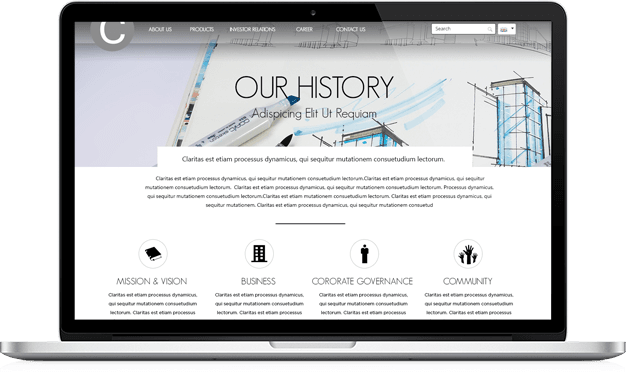 C
ABOUT US PRODUCTS INVESTOR RELATIONS CAREER CONTACT US Search
OUR HISTORY
Adispicing Elit Ut Requiam
Claritas est etiam processus dynamicus, qui sequitur mutationem consuetudium lectorum.
Claritas est etiam processus dynamicus, qui sequitur mutationem consuetudium lectorum.Claritas est etiam processus dynamicus, qui seq
mutationem consuetudium lectorum. Claritas est etiam processus dynamicus, qui sequitur mutationem consuetudium lectorum. Processus dynamicus,
qui sequitur mutationem consuetudium lectorum.Claritas est etiam processus dynamicus, qui sequitur mutationem consuetudium lectorum. Claritas est etiam processus dynamicus, qui
sequitur mutationem. Claritas est etiam processus dynamicus, qui sequitur mutationem consuetud
MISSION & VISION BUSINESS CORORATE GOVERNANCE COMMUNITY
Claritas est etiam processus dynamicus, Claritas est etiam processus dynamicus, Claritas est etiam processus dynamicus, Claritas est etiam processus dynamicus,
qui sequitur mutationem consuetudium qui sequitur mutationem consuetudium qui sequitur mutationem consuetudium qui sequitur mutationem consuetudium
lectorum. Claritas est etiam processus lectorum. Claritas est etiam processus lectorum. Claritas est etiam processus lectorum. Claritas est etiam processus